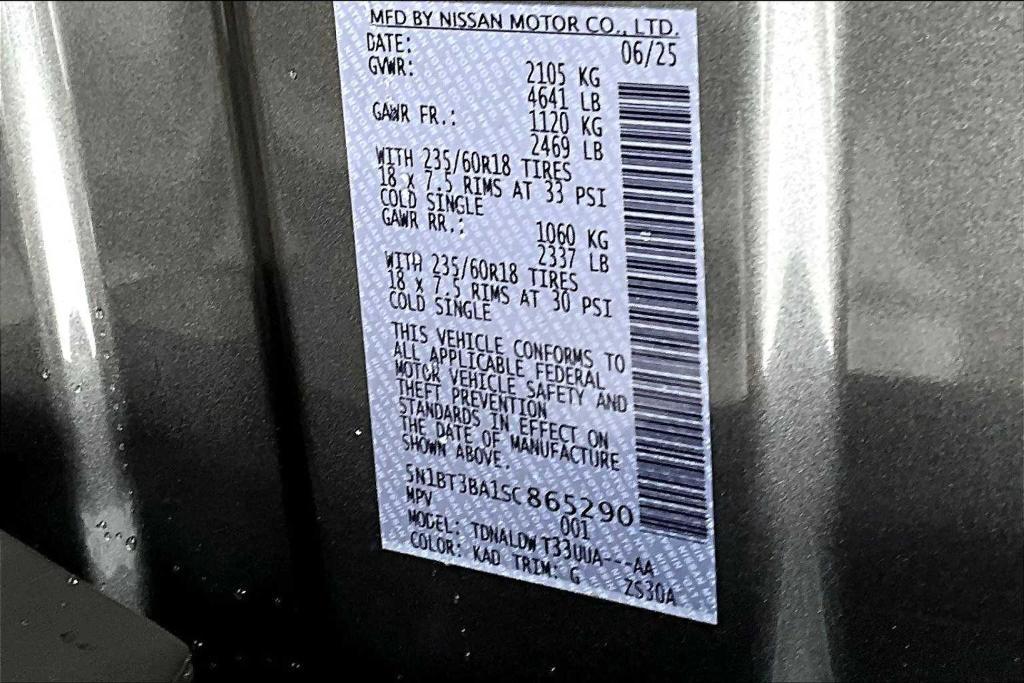 MFD BY NISSAN MOTOR CO., LTD.
DATE: 06/25
GVWR: 2105 KG
4641 LB
GAWR FR.: 1120 KG
2469 LB
WITH 235/60R18 TIRES
18 X 7.5 RIMS AT 33 PSI
COLD SINGLE
GAWR RR.: 1060 KG
2337 LB
WITH 235/60R18 TIRES
18 X 7.5 RIMS AT 30 PSI
COLD SINGLE
THIS VEHICLE CONFORMS TO
ALL APPLICABLE FEDERAL
MOTOR VEHICLE SAFETY AND
THEFT PREVENTION
STANDARDS IN EFFECT ON
THE DATE OF MANUFACTURE
SHOWN ABOVE.
5N1BT3BA1SC865290
MPV 001
MODEL: TDNALDW T33UUA---AA
COLOR: KAD TRIM: G ZS30A